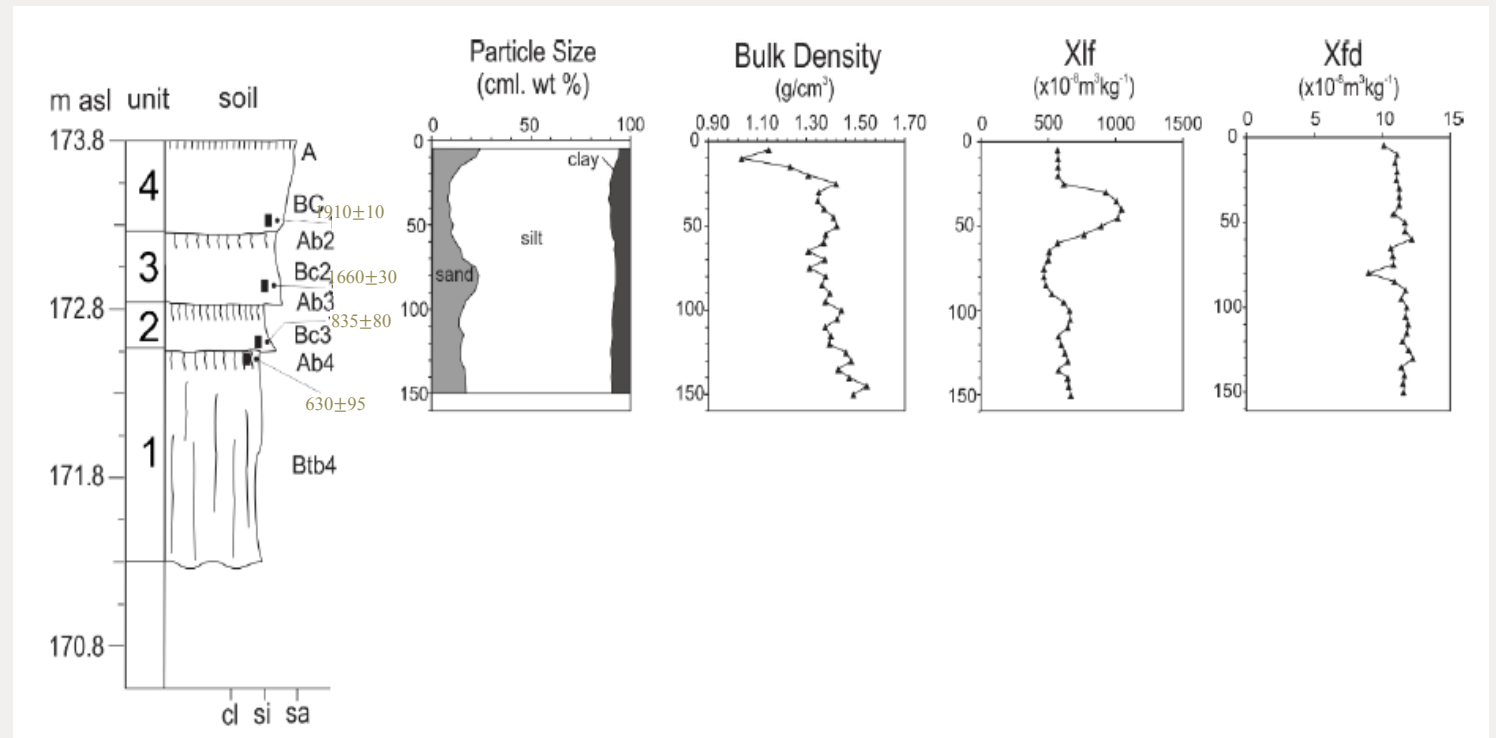 m asl unit soil
173.8
172.8
171.8
170.8
4
3
2
1
A
BC
1910±10
Ab2
Bc2
1660±30
Ab3
835±80
Bc3
Ab4
630±95
Btb4
cl si sa
Particle Size
(cml. wt %)
0 50 100
0
50
100
150
clay
silt
sand
Bulk Density
(g/cm³)
0.90 1.10 1.30 1.50 1.70
0
50
100
150
Xlf
(x10⁻⁸m³kg⁻¹)
0 500 1000 1500
0
50
100
150
Xfd
(x10⁻⁸m³kg⁻¹)
0 5 10 15
0
50
100
150